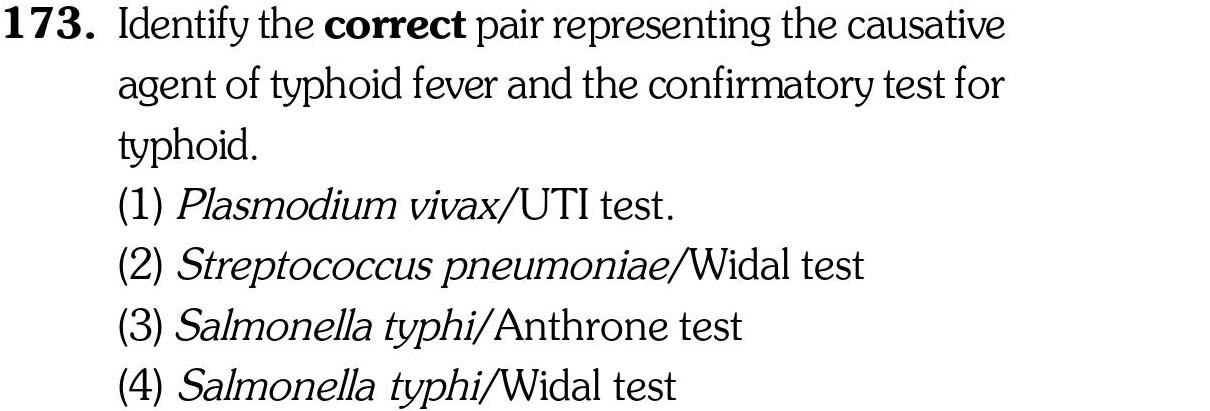 173. Identify the correct pair representing the causative
agent of typhoid fever and the confirmatory test for
typhoid.
(1) Plasmodium vivax/UTI test.
(2) Streptococcus pneumoniae/Widal test
(3) Salmonella typhi/Anthrone test
(4) Salmonella typhi/Widal test